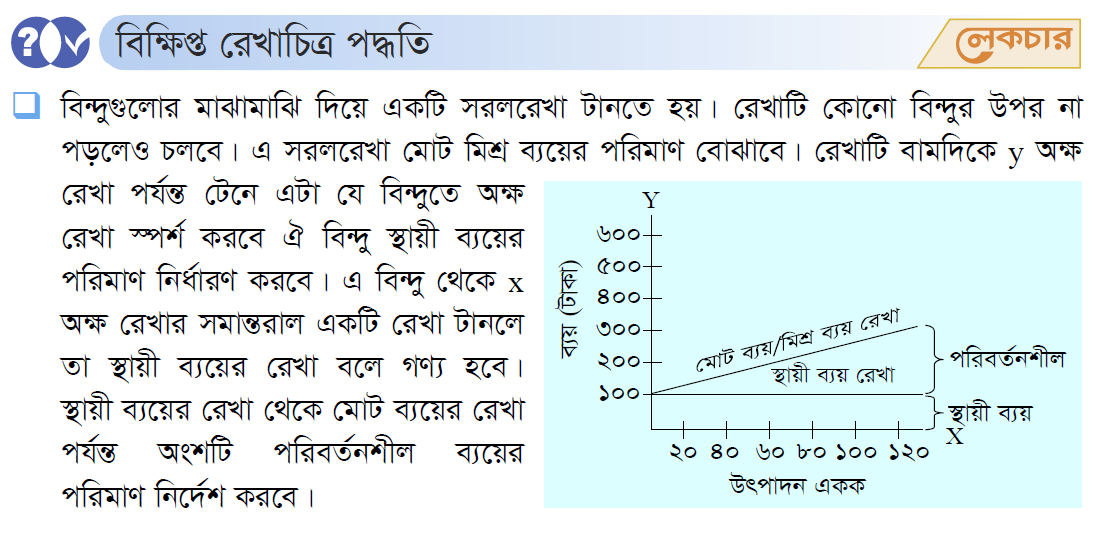 ?
বিক্ষিপ্ত রেখাচিত্র পদ্ধতি
লেকচার
বিন্দুগুলোর মাঝামাঝি দিয়ে একটি সরলরেখা টানতে হয়। রেখাটি কোনো বিন্দুর উপর না
পড়লেও চলবে। এ সরলরেখা মোট মিশ্র ব্যয়ের পরিমাণ বোঝাবে। রেখাটি বামদিকে y অক্ষ
রেখা পর্যন্ত টেনে এটা যে বিন্দুতে অক্ষ
রেখা স্পর্শ করবে ঐ বিন্দু স্থায়ী ব্যয়ের
পরিমাণ নির্ধারণ করবে। এ বিন্দু থেকে x
অক্ষ রেখার সমান্তরাল একটি রেখা টানলে
তা স্থায়ী ব্যয়ের রেখা বলে গণ্য হবে।
স্থায়ী ব্যয়ের রেখা থেকে মোট ব্যয়ের রেখা
পর্যন্ত অংশটি পরিবর্তনশীল ব্যয়ের
পরিমাণ নির্দেশ করবে।
Y
৬০০
৫০০
৪০০
৩০০
২০০
১০০
ব্যয় (টাকা)
মোট ব্যয়/মিশ্র ব্যয় রেখা
স্থায়ী ব্যয় রেখা
পরিবর্তনশীল
স্থায়ী ব্যয়
X
২০ ৪০ ৬০ ৮০ ১০০ ১২০
উৎপাদন একক